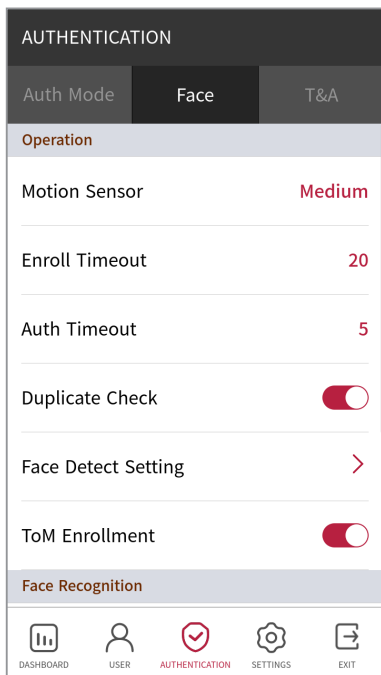 AUTHENTICATION
Auth Mode Face T&A
Operation
Motion Sensor Medium
Enroll Timeout 20
Auth Timeout 5
Duplicate Check
Face Detect Setting
ToM Enrollment
Face Recognition
DASHBOARD USER AUTHENTICATION SETTINGS EXIT